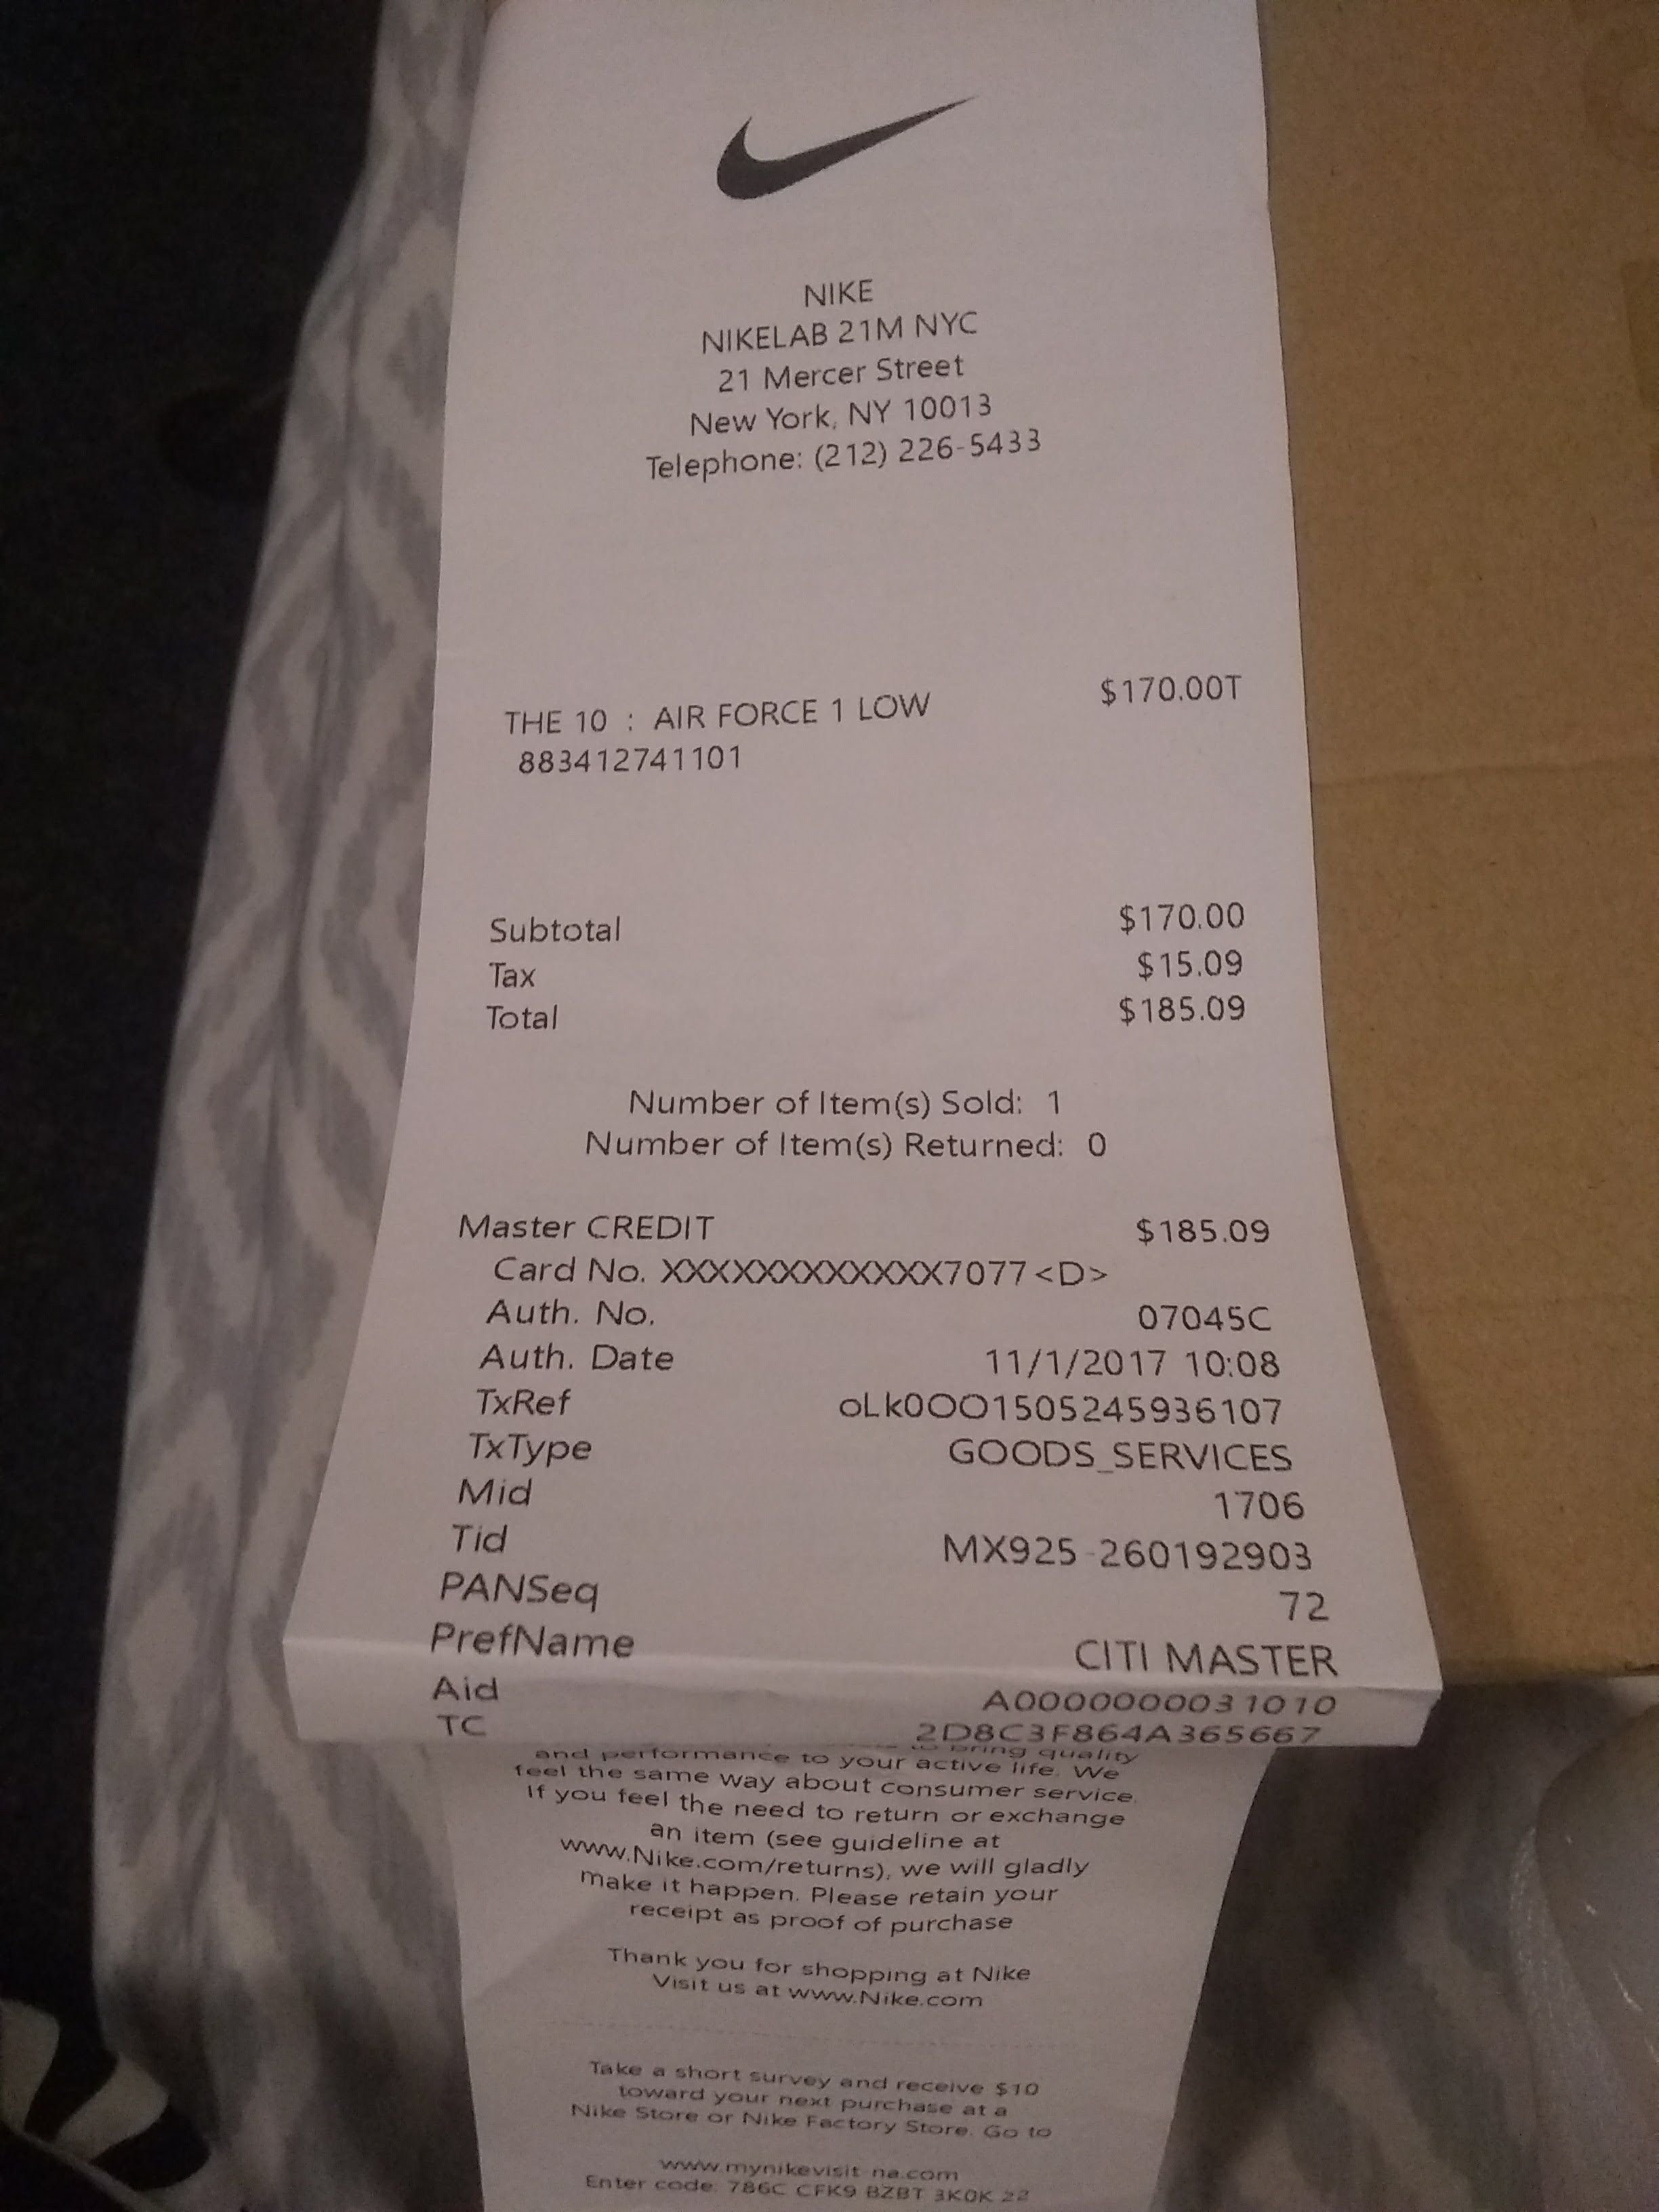 NIKE
NIKELAB 21M NYC
21 Mercer Street
New York, NY 10013
Telephone: (212) 226-5433
THE 10 : AIR FORCE 1 LOW $170.00T
883412741101
Subtotal $170.00
Tax $15.09
Total $185.09
Number of Item(s) Sold: 1
Number of Item(s) Returned: 0
Master CREDIT $185.09
Card No. XXXXXXXXXXXX7077<D>
Auth. No. 07045C
Auth. Date 11/1/2017 10:08
TxRef oLk0OO1505245936107
TxType GOODS_SERVICES
Mid 1706
Tid MX925-260192903
PANSeq 72
PrefName CITI MASTER
Aid A0000000031010
TC 2D8C3F864A365667
to bring quality
and performance to your active life. We
feel the same way about consumer service.
If you feel the need to return or exchange
an item (see guideline at
www.Nike.com/returns), we will gladly
make it happen. Please retain your
receipt as proof of purchase
Thank you for shopping at Nike
Visit us at www.Nike.com
Take a short survey and receive $10
toward your next purchase at a
Nike Store or Nike Factory Store. Go to
www.mynikevisit-na.com
Enter code: 786C CFK9 BZBT 3K0K 22